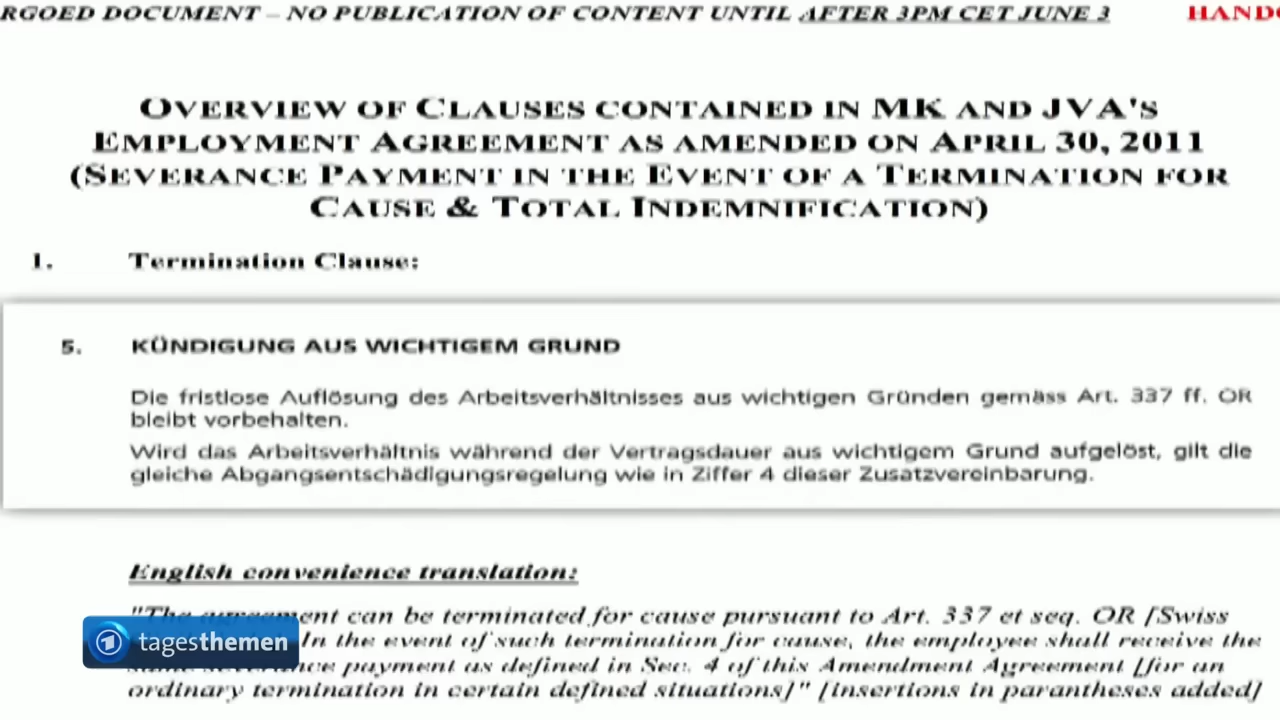 RGOED DOCUMENT – NO PUBLICATION OF CONTENT UNTIL AFTER 3PM CET JUNE 3
OVERVIEW OF CLAUSES CONTAINED IN MK AND JVA'S
EMPLOYMENT AGREEMENT AS AMENDED ON APRIL 30, 2011
(SEVERANCE PAYMENT IN THE EVENT OF A TERMINATION FOR
CAUSE & TOTAL INDEMNIFICATION)
1. Termination Clause:
5. KÜNDIGUNG AUS WICHTIGEM GRUND
Die fristlose Auflösung des Arbeitsverhältnisses aus wichtigen Gründen gemäss Art. 337 ff. OR
bleibt vorbehalten.
Wird das Arbeitsverhältnis während der Vertragsdauer aus wichtigem Grund aufgelöst, gilt die
gleiche Abgangsentschädigungsregelung wie in Ziffer 4 dieser Zusatzvereinbarung.
English convenience translation:
"The agreement can be terminated for cause pursuant to Art. 337 et seq. OR [Swiss
In the event of such termination for cause, the employee shall receive the
same severance payment as defined in Sec. 4 of this Amendment Agreement [for an
ordinary termination in certain defined situations]" [insertions in parantheses added]
tagesthemen